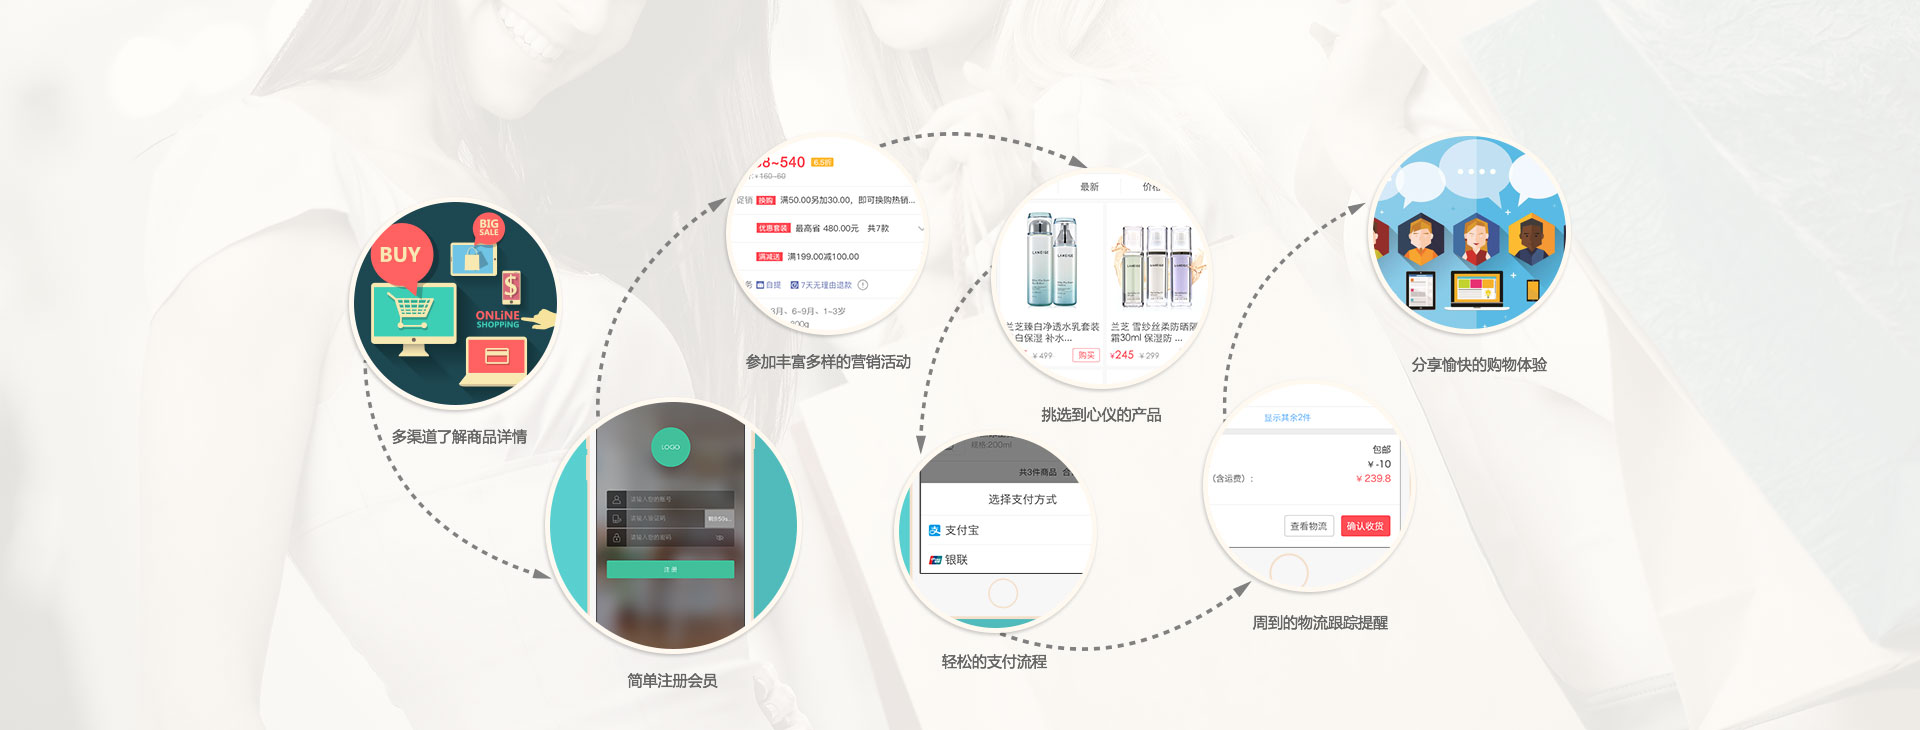 BUY
BIG
SALE
$
ONLINE
SHOPPING
多渠道了解商品详情
LOGO
请输入您的账号
请输入验证码
请输入您的密码
注 册
简单注册会员
8~540 6.5折
¥160~60
促销 换购 满50.00另加30.00，即可换购热销...
优惠套装 最高省 480.00元 共7款
满减送 满199.00减100.00
务 自提 7天无理由退款
3月、6~9月、1~3岁
参加丰富多样的营销活动
最新 价格
LANEIGE LANEIGE
兰芝臻白净透水乳套装
白保湿 补水...
¥499 购买
兰芝 雪纱丝柔防晒隔
霜30ml 保湿防 ...
¥245 ¥299
挑选到心仪的产品
规格:200ml
共3件商品 合
选择支付方式
支付宝
银联
轻松的支付流程
显示其余2件
包邮
¥ -10
(含运费)： ¥ 239.8
查看物流 确认收货
周到的物流跟踪提醒
分享愉快的购物体验